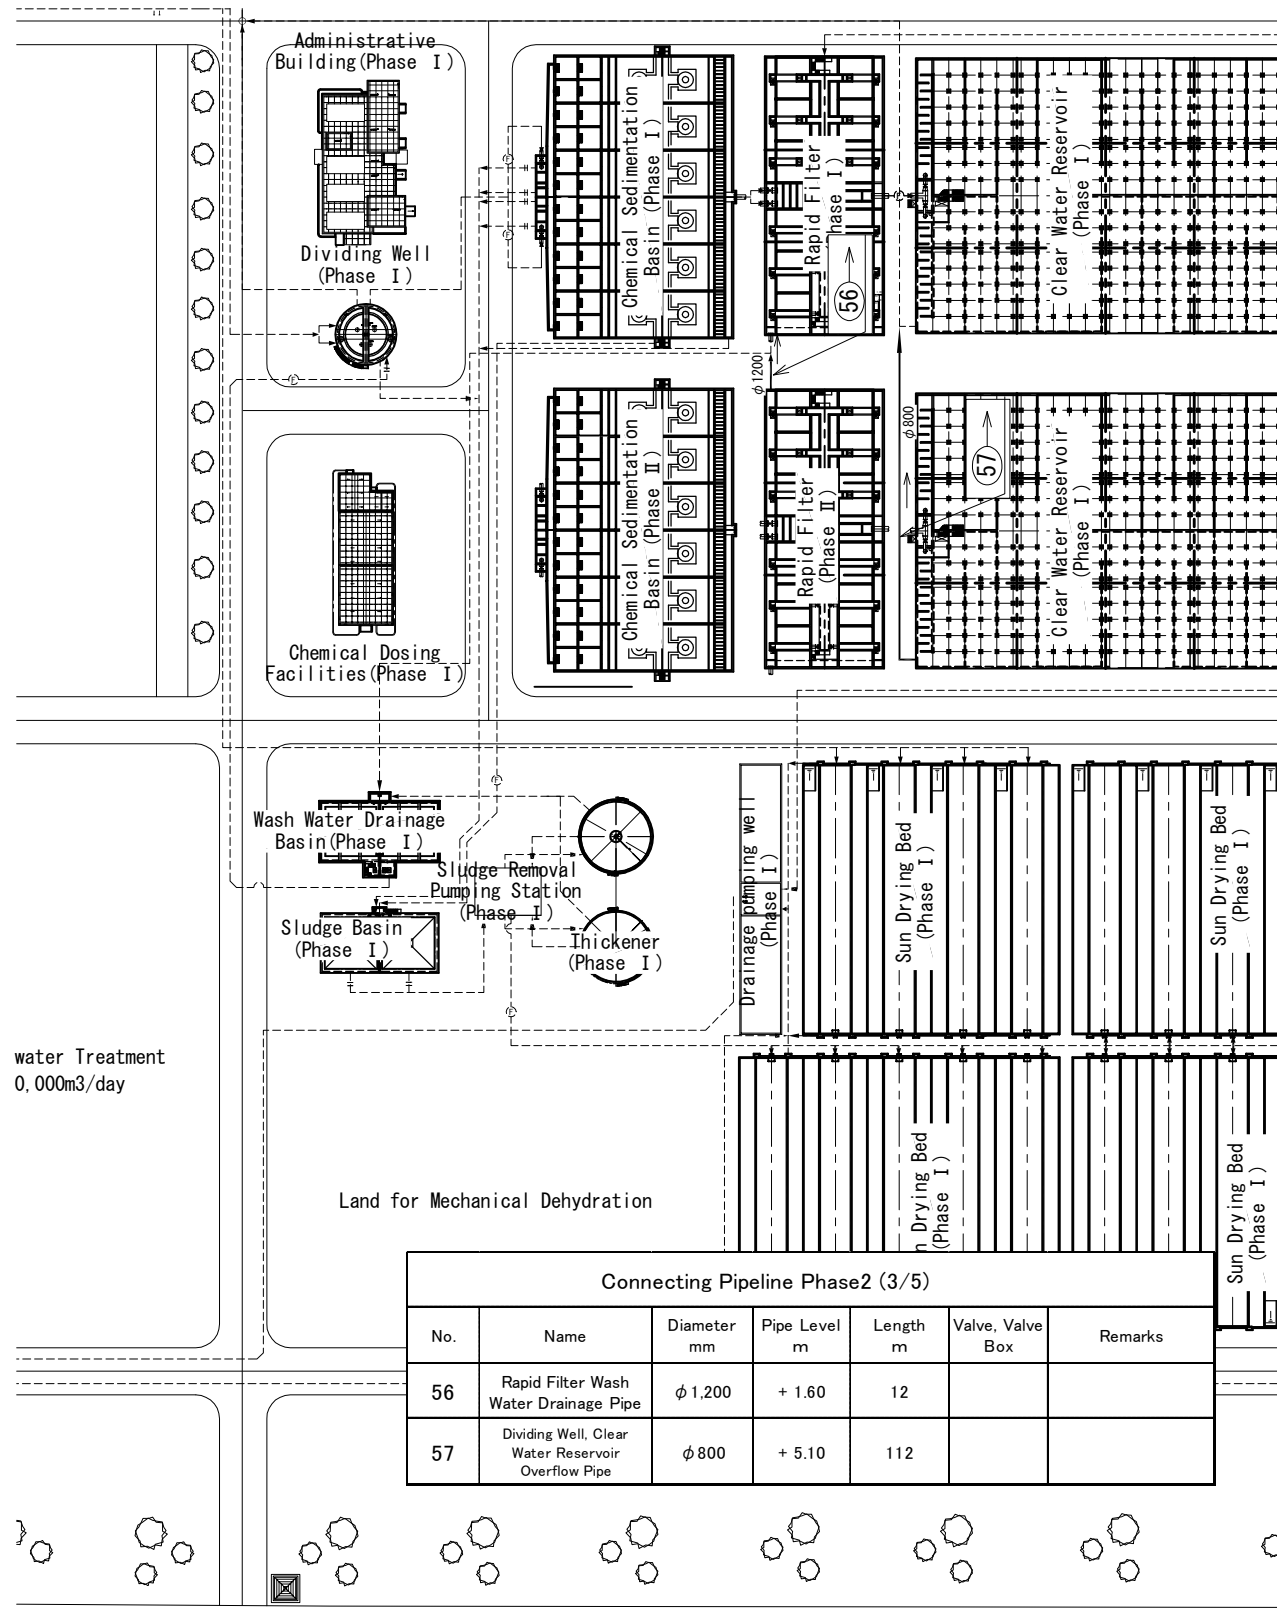 Administrative
Building(Phase Ⅰ)
Dividing Well
(Phase Ⅰ)
Chemical Sedimentation
Basin (Phase Ⅰ)
Rapid Filter
Phase Ⅰ)
Clear Water Reservoir
(Phase Ⅰ)
56
φ1200
Chemical Sedimentation
Basin (Phase Ⅱ)
Rapid Filter
(Phase Ⅱ)
φ800
57
Clear Water Reservoir
(Phase Ⅰ)
Chemical Dosing
Facilities(Phase Ⅰ)
Wash Water Drainage
Basin(Phase Ⅰ)
Sludge Removal
Pumping Station
(Phase Ⅰ)
Sludge Basin
(Phase Ⅰ)
Thickener
(Phase Ⅰ)
Drainage pumping well
(Phase Ⅰ)
Sun Drying Bed
(Phase Ⅰ)
Sun Drying Bed
(Phase Ⅰ)
water Treatment
0,000m3/day
Land for Mechanical Dehydration
n Drying Bed
(Phase Ⅰ)
Sun Drying Bed
(Phase Ⅰ)
Connecting Pipeline Phase2 (3/5)
No. Name Diameter mm Pipe Level m Length m Valve, Valve Box Remarks
56 Rapid Filter Wash Water Drainage Pipe φ1,200 + 1.60 12
57 Dividing Well, Clear Water Reservoir Overflow Pipe φ800 + 5.10 112